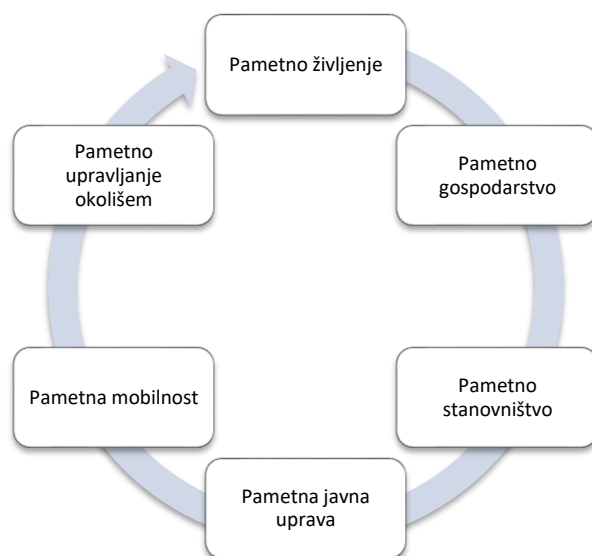 Pametno življenje
Pametno
gospodarstvo
Pametno
stanovništvo
Pametna javna
uprava
Pametna mobilnost
Pametno
upravljanje
okolišem